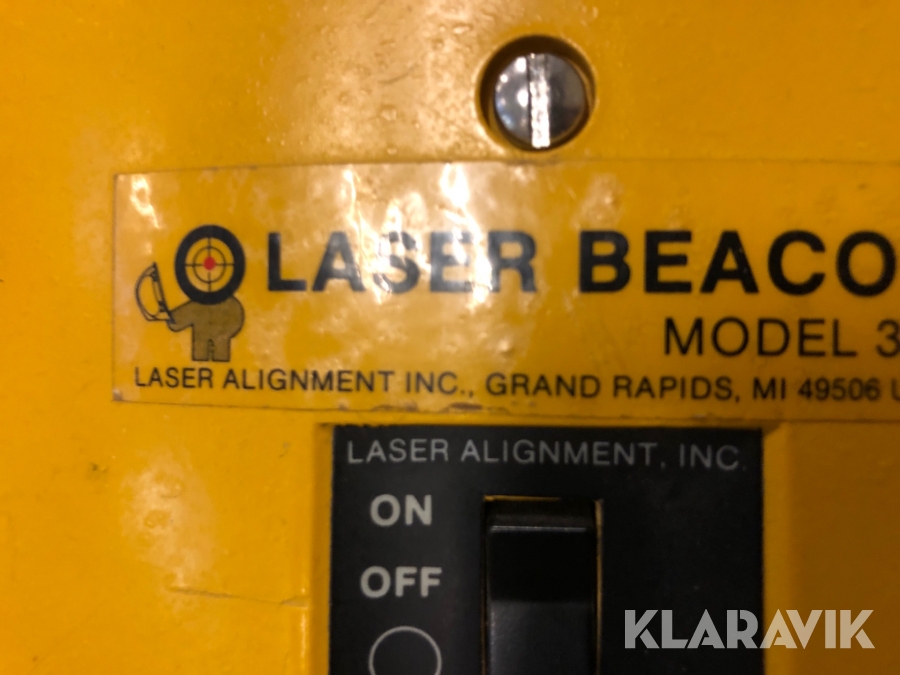 LASER BEACO
MODEL 3
LASER ALIGNMENT INC., GRAND RAPIDS, MI 49506 U
LASER ALIGNMENT, INC.
ON
OFF
KLARAVIK